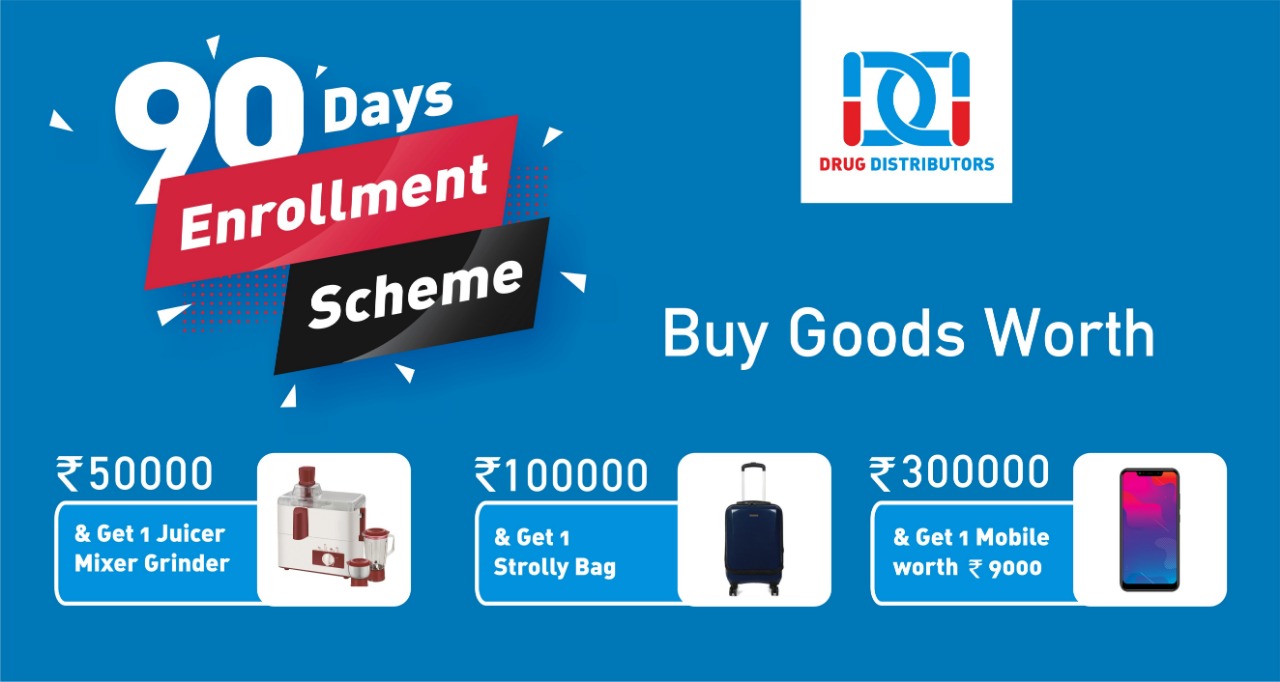 90 Days
Enrollment
Scheme
DRUG DISTRIBUTORS
Buy Goods Worth
₹50000
& Get 1 Juicer
Mixer Grinder
₹100000
& Get 1
Strolly Bag
₹300000
& Get 1 Mobile
worth ₹ 9000